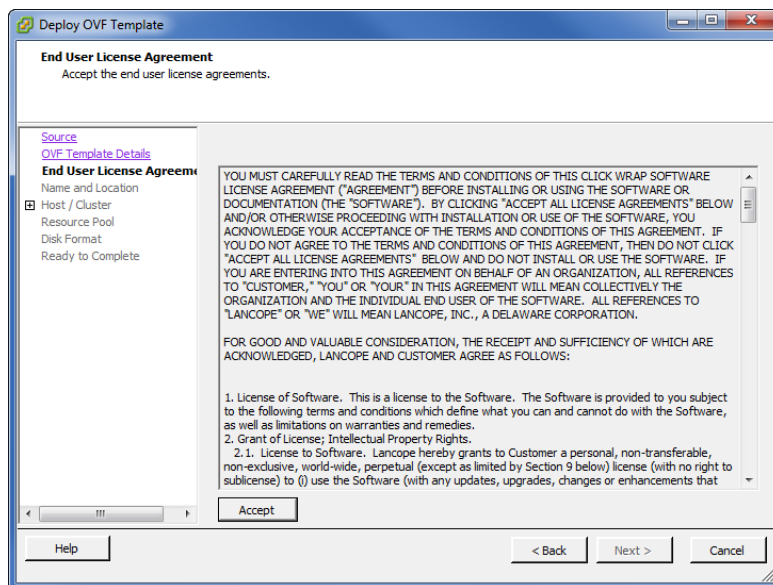 Deploy OVF Template
End User License Agreement
Accept the end user license agreements.
Source
OVF Template Details
End User License Agreeme
Name and Location
Host / Cluster
Resource Pool
Disk Format
Ready to Complete
YOU MUST CAREFULLY READ THE TERMS AND CONDITIONS OF THIS CLICK WRAP SOFTWARE
LICENSE AGREEMENT ("AGREEMENT") BEFORE INSTALLING OR USING THE SOFTWARE OR
DOCUMENTATION (THE "SOFTWARE").  BY CLICKING "ACCEPT ALL LICENSE AGREEMENTS" BELOW
AND/OR OTHERWISE PROCEEDING WITH INSTALLATION OR USE OF THE SOFTWARE, YOU
ACKNOWLEDGE YOUR ACCEPTANCE OF THE TERMS AND CONDITIONS OF THIS AGREEMENT.  IF
YOU DO NOT AGREE TO THE TERMS AND CONDITIONS OF THIS AGREEMENT, THEN DO NOT CLICK
"ACCEPT ALL LICENSE AGREEMENTS"  BELOW AND DO NOT INSTALL OR USE THE SOFTWARE.  IF
YOU ARE ENTERING INTO THIS AGREEMENT ON BEHALF OF AN ORGANIZATION, ALL REFERENCES
TO "CUSTOMER," "YOU" OR "YOUR" IN THIS AGREEMENT WILL MEAN COLLECTIVELY THE
ORGANIZATION AND THE INDIVIDUAL END USER OF THE SOFTWARE.  ALL REFERENCES TO
"LANCOPE" OR "WE" WILL MEAN LANCOPE, INC., A DELAWARE CORPORATION.
FOR GOOD AND VALUABLE CONSIDERATION, THE RECEIPT AND SUFFICIENCY OF WHICH ARE
ACKNOWLEDGED, LANCOPE AND CUSTOMER AGREE AS FOLLOWS:
1. License of Software.  This is a license to the Software.  The Software is provided to you subject
to the following terms and conditions which define what you can and cannot do with the Software,
as well as limitations on warranties and remedies.
2. Grant of License; Intellectual Property Rights.
2.1.  License to Software.  Lancope hereby grants to Customer a personal, non-transferable,
non-exclusive, world-wide, perpetual (except as limited by Section 9 below) license (with no right to
sublicense) to (i) use the Software (with any updates, upgrades, changes or enhancements that
Accept
Help
< Back
Next >
Cancel